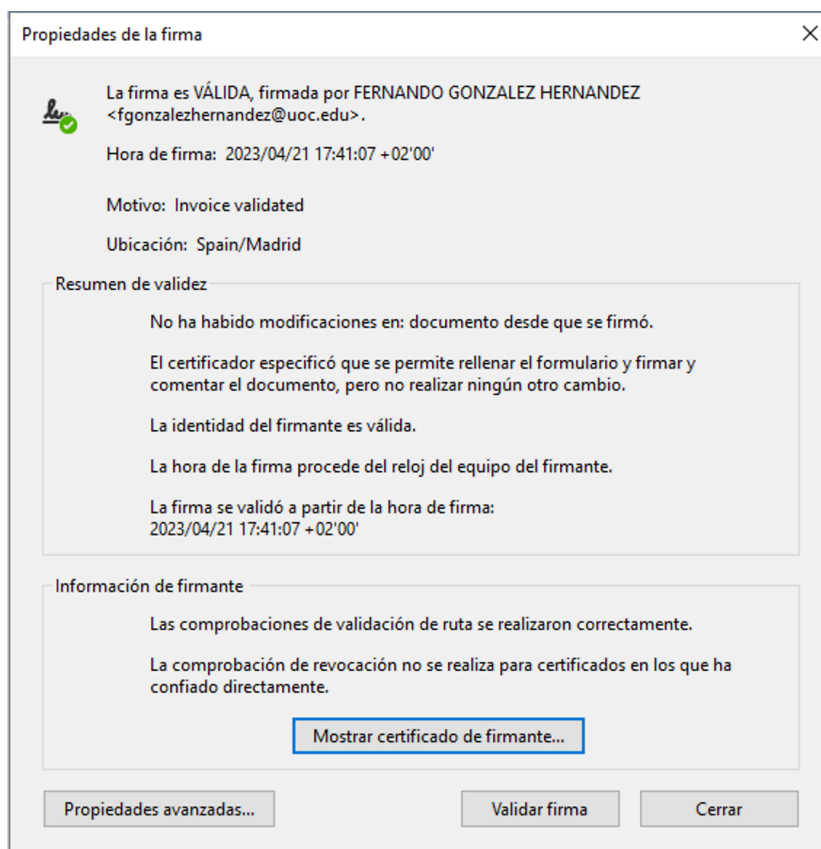 Propiedades de la firma
La firma es VÁLIDA, firmada por FERNANDO GONZALEZ HERNANDEZ
<fgonzalezhernandez@uoc.edu>.
Hora de firma: 2023/04/21 17:41:07 +02'00'
Motivo: Invoice validated
Ubicación: Spain/Madrid
Resumen de validez
No ha habido modificaciones en: documento desde que se firmó.
El certificador especificó que se permite rellenar el formulario y firmar y
comentar el documento, pero no realizar ningún otro cambio.
La identidad del firmante es válida.
La hora de la firma procede del reloj del equipo del firmante.
La firma se validó a partir de la hora de firma:
2023/04/21 17:41:07 +02'00'
Información de firmante
Las comprobaciones de validación de ruta se realizaron correctamente.
La comprobación de revocación no se realiza para certificados en los que ha
confiado directamente.
Mostrar certificado de firmante...
Propiedades avanzadas...
Validar firma
Cerrar